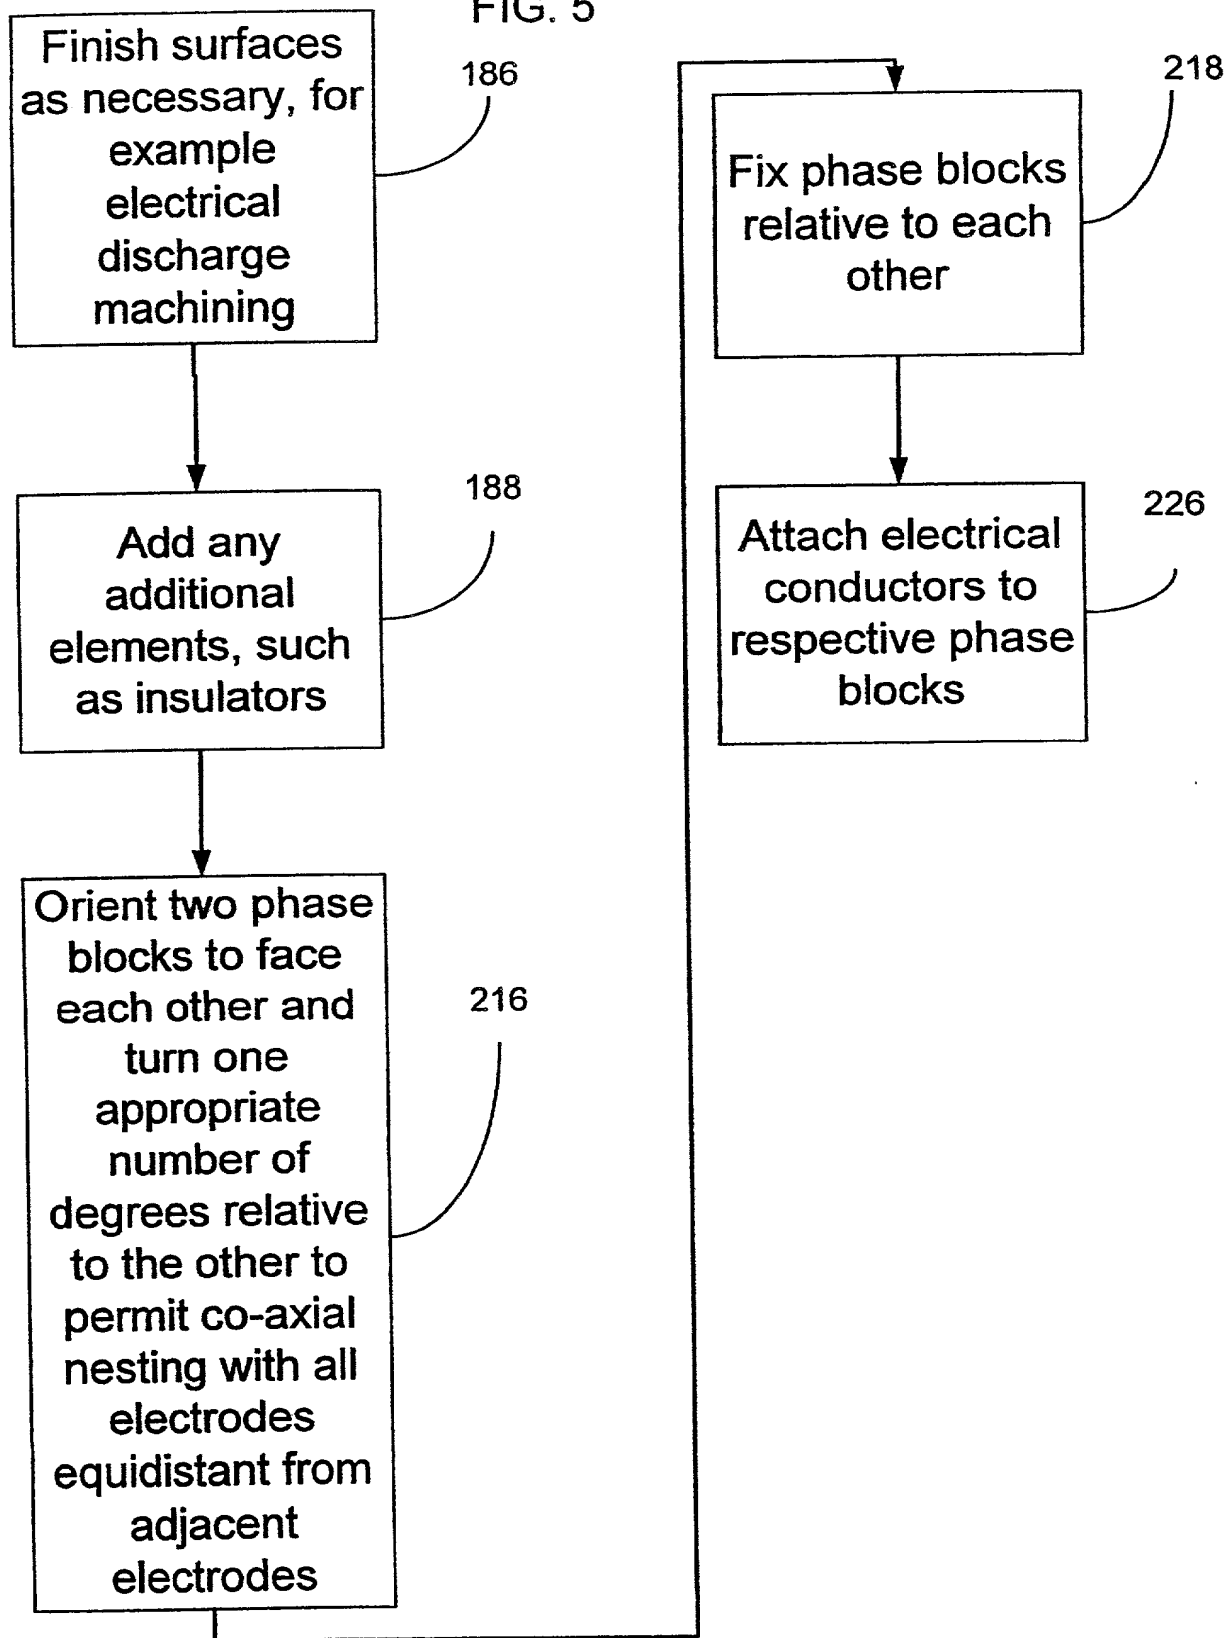 FIG. 5
Finish surfaces
as necessary, for
example
electrical
discharge
machining
186
Add any
additional
elements, such
as insulators
188
Orient two phase
blocks to face
each other and
turn one
appropriate
number of
degrees relative
to the other to
permit co-axial
nesting with all
electrodes
equidistant from
adjacent
electrodes
216
Fix phase blocks
relative to each
other
218
Attach electrical
conductors to
respective phase
blocks
226